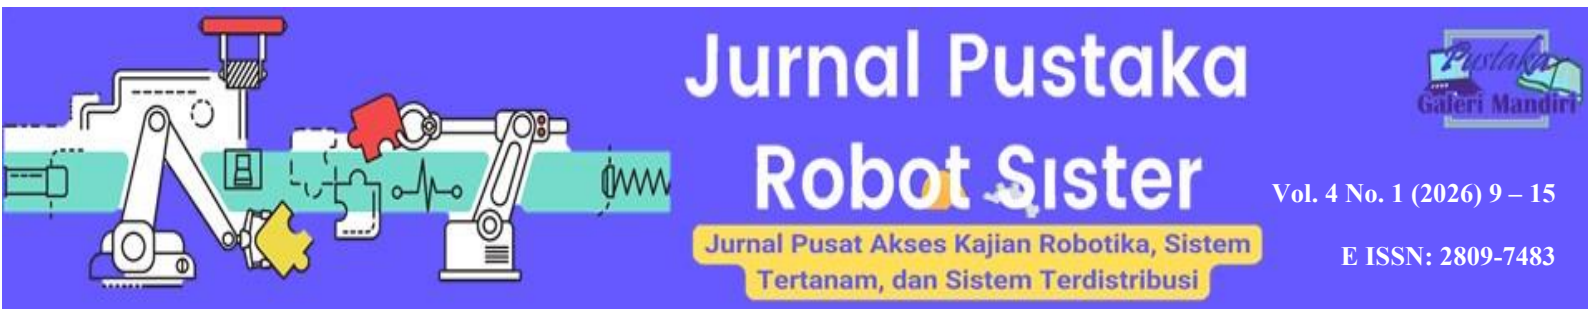 Jurnal Pustaka
Robot Sister
Jurnal Pusat Akses Kajian Robotika, Sistem
Tertanam, dan Sistem Terdistribusi
Pustaka
Galeri Mandiri
Vol. 4 No. 1 (2026) 9 – 15
E ISSN: 2809-7483